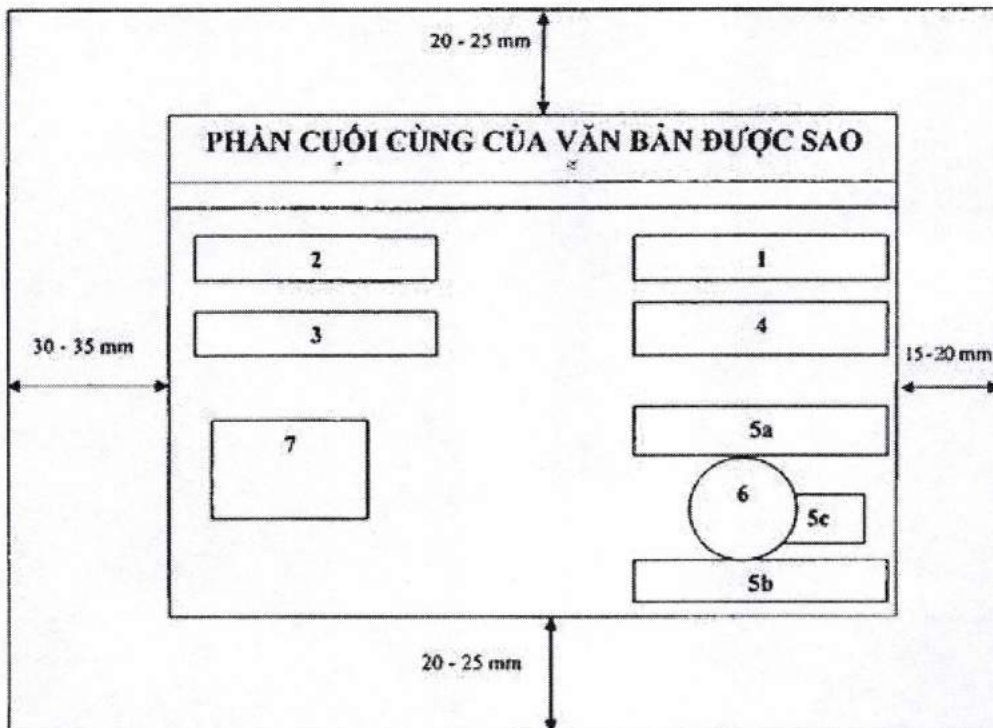 20 - 25 mm
PHẦN CUỐI CÙNG CỦA VĂN BẢN ĐƯỢC SAO
2
1
3
4
30 - 35 mm
15-20 mm
5a
7
6
5c
5b
20 - 25 mm